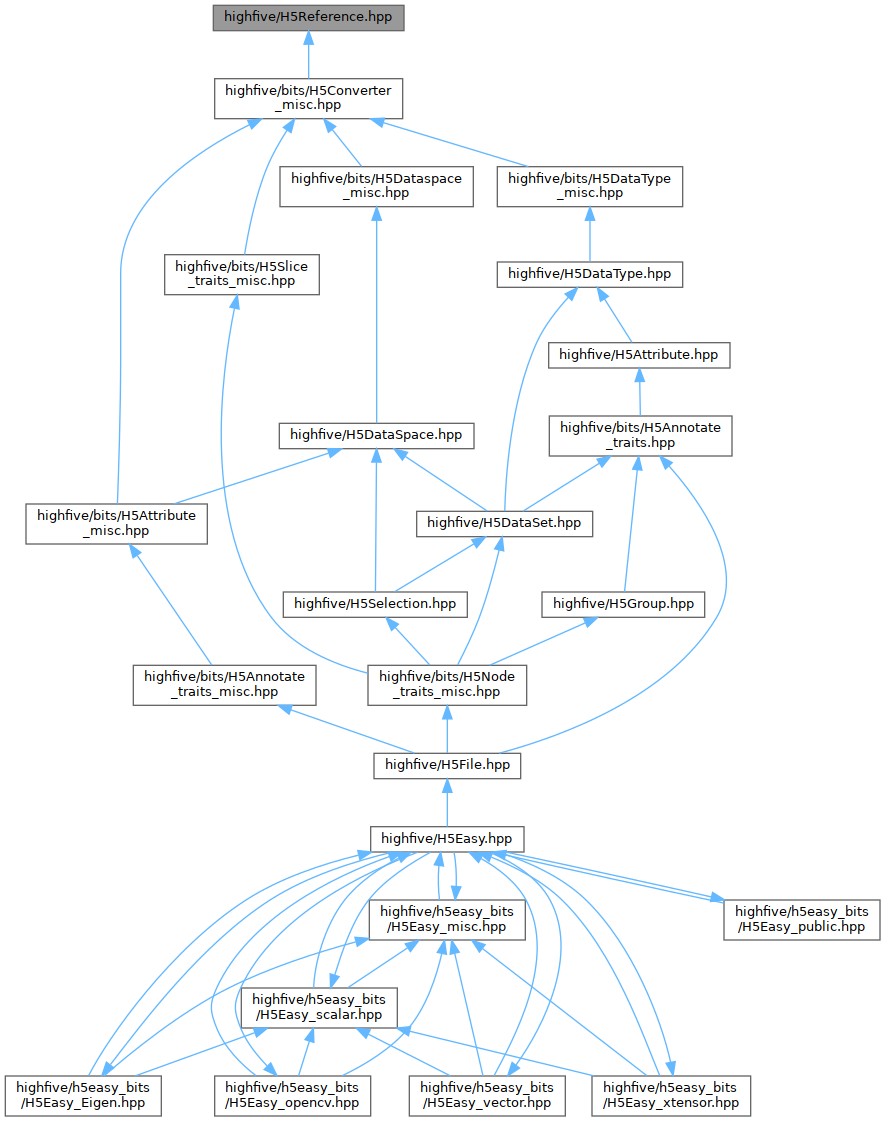 highfive/H5Reference.hpp
highfive/bits/H5Converter
_misc.hpp
highfive/bits/H5Dataspace
_misc.hpp
highfive/bits/H5DataType
_misc.hpp
highfive/bits/H5Slice
_traits_misc.hpp
highfive/H5DataType.hpp
highfive/H5Attribute.hpp
highfive/H5DataSpace.hpp
highfive/bits/H5Annotate
_traits.hpp
highfive/bits/H5Attribute
_misc.hpp
highfive/H5DataSet.hpp
highfive/H5Selection.hpp
highfive/H5Group.hpp
highfive/bits/H5Annotate
_traits_misc.hpp
highfive/bits/H5Node
_traits_misc.hpp
highfive/H5File.hpp
highfive/H5Easy.hpp
highfive/h5easy_bits
/H5Easy_misc.hpp
highfive/h5easy_bits
/H5Easy_public.hpp
highfive/h5easy_bits
/H5Easy_scalar.hpp
highfive/h5easy_bits
/H5Easy_Eigen.hpp
highfive/h5easy_bits
/H5Easy_opencv.hpp
highfive/h5easy_bits
/H5Easy_vector.hpp
highfive/h5easy_bits
/H5Easy_xtensor.hpp